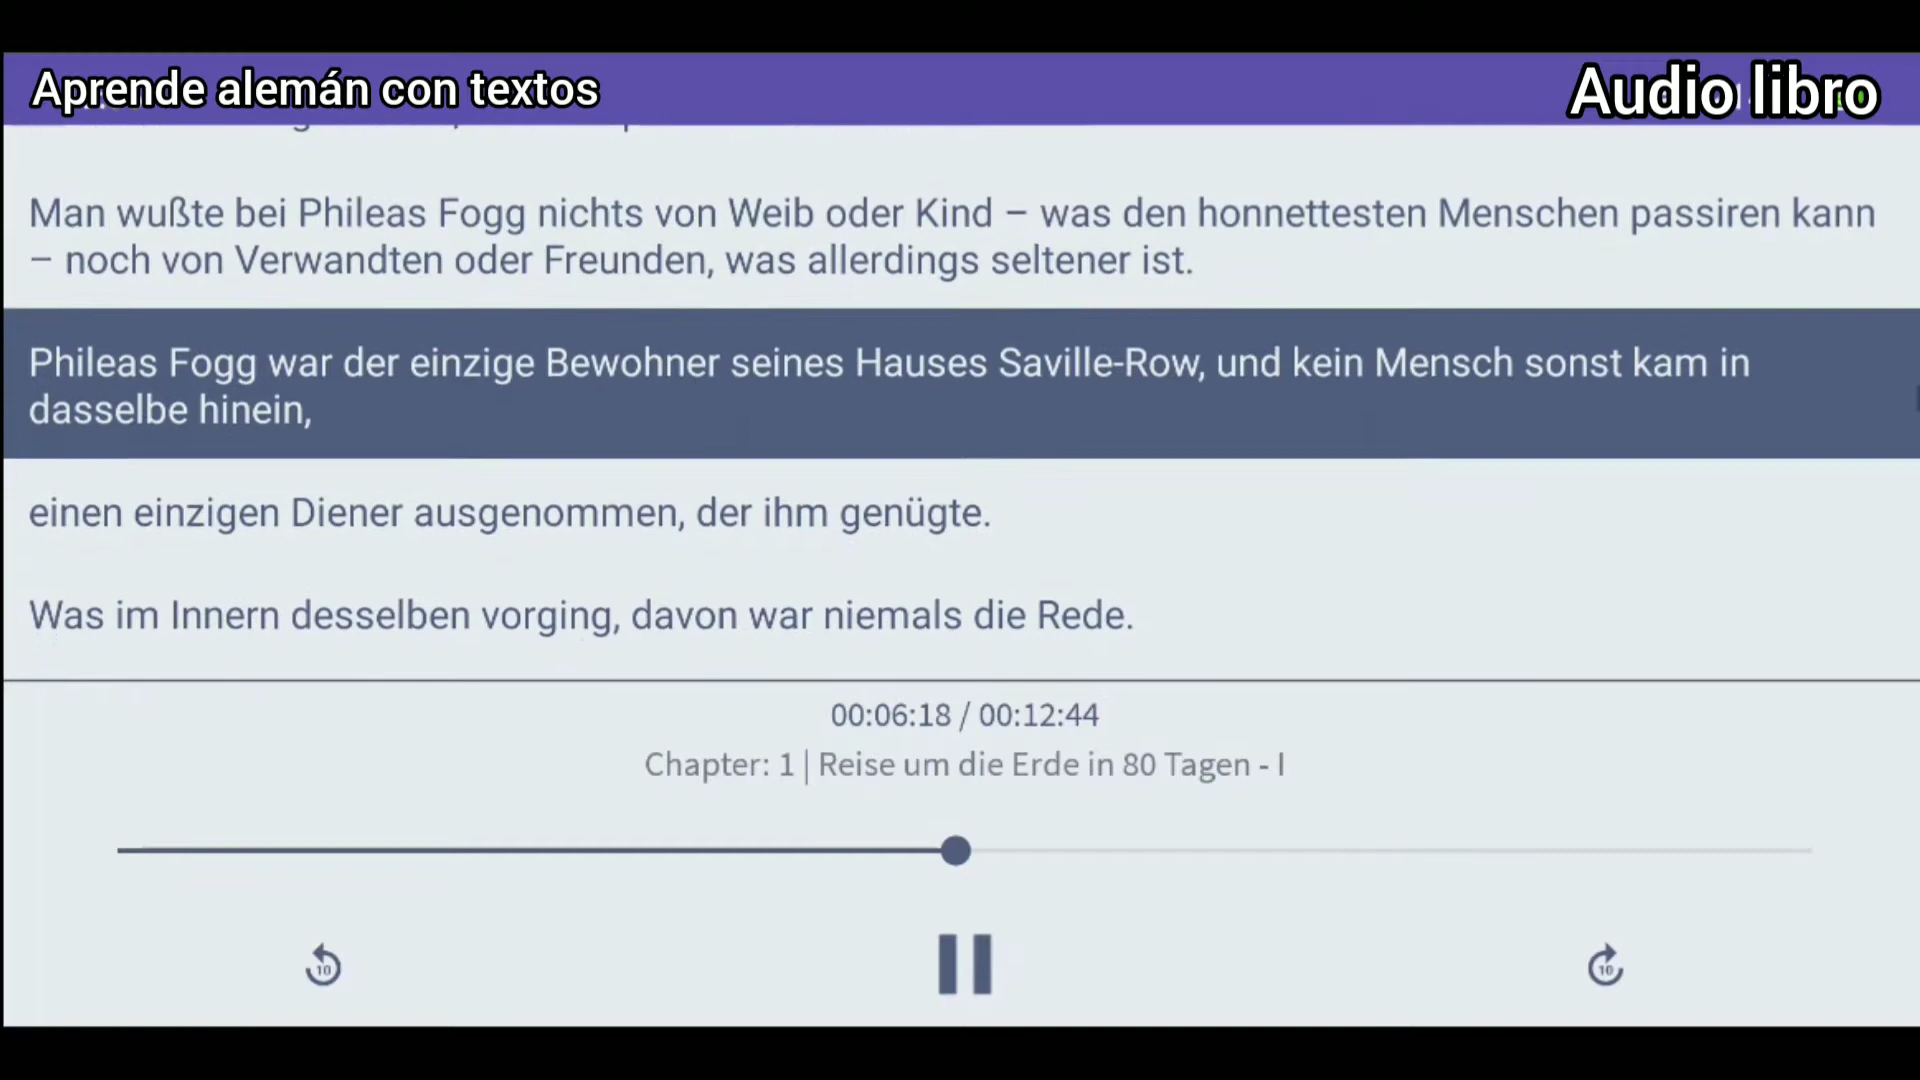 Aprende alemán con textos
Audio libro
Man wußte bei Phileas Fogg nichts von Weib oder Kind – was den honnettesten Menschen passiren kann
– noch von Verwandten oder Freunden, was allerdings seltener ist.
Phileas Fogg war der einzige Bewohner seines Hauses Saville-Row, und kein Mensch sonst kam in
dasselbe hinein,
einen einzigen Diener ausgenommen, der ihm genügte.
Was im Innern desselben vorging, davon war niemals die Rede.
00:06:18 / 00:12:44
Chapter: 1 | Reise um die Erde in 80 Tagen - I
10
10